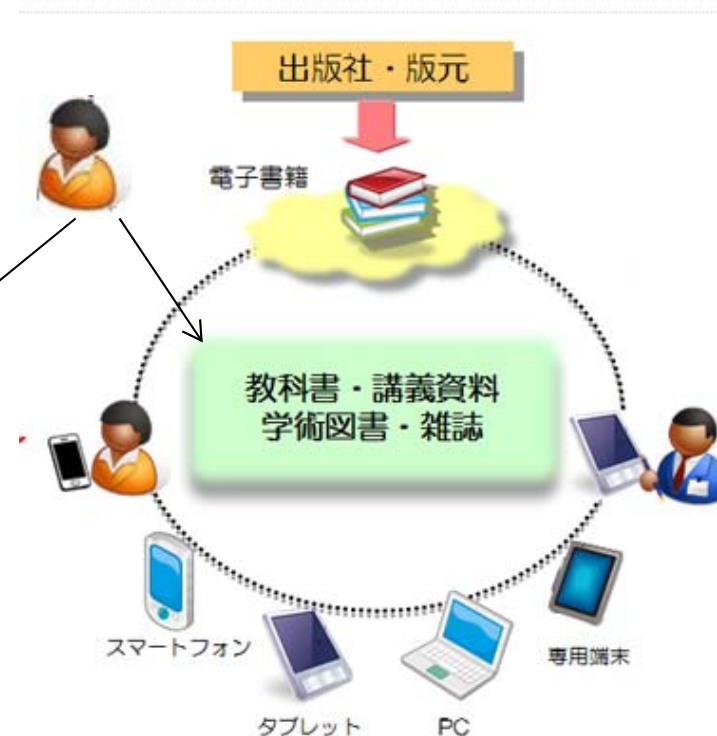 出版社・版元
電子書籍
教科書・講義資料
学術図書・雑誌
スマートフォン
専用端末
タブレット
PC